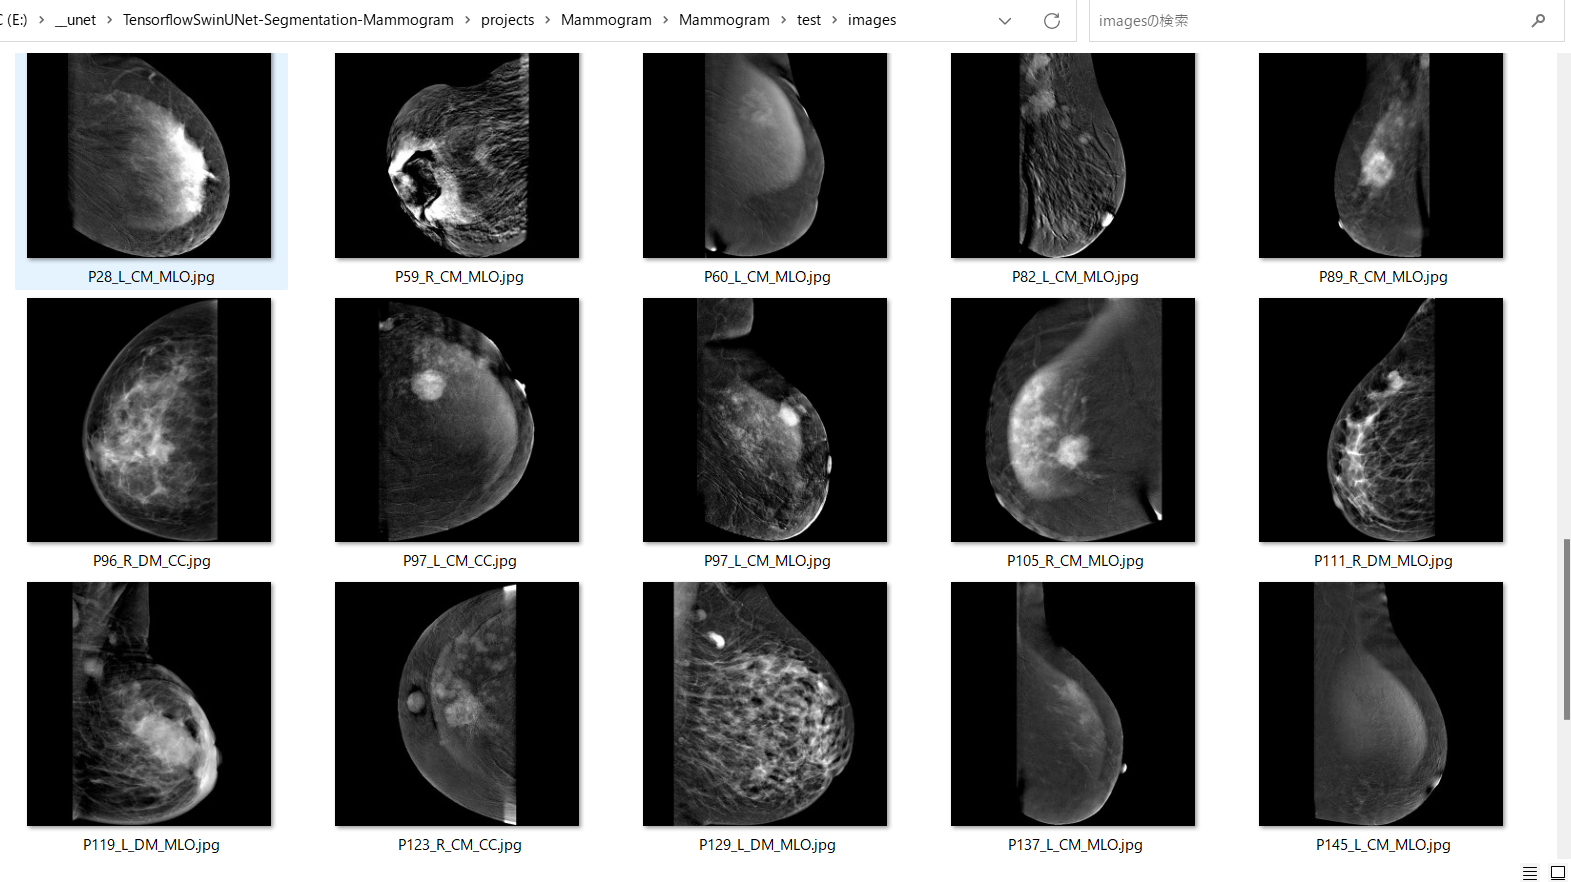 C (E:) › __unet › TensorflowSwinUNet-Segmentation-Mammogram › projects › Mammogram › Mammogram › test › images
imagesの検索
P28_L_CM_MLO.jpg P59_R_CM_MLO.jpg P60_L_CM_MLO.jpg P82_L_CM_MLO.jpg P89_R_CM_MLO.jpg
P96_R_DM_CC.jpg P97_L_CM_CC.jpg P97_L_CM_MLO.jpg P105_R_CM_MLO.jpg P111_R_DM_MLO.jpg
P119_L_DM_MLO.jpg P123_R_CM_CC.jpg P129_L_DM_MLO.jpg P137_L_CM_MLO.jpg P145_L_CM_MLO.jpg